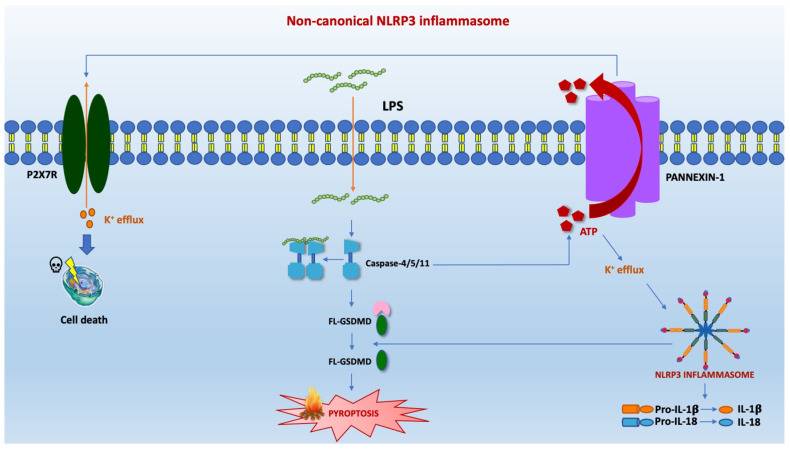 Non-canonical NLRP3 inflammasome
LPS
P2X7R
PANNEXIN-1
K⁺ efflux
ATP
Caspase-4/5/11
K⁺ efflux
Cell death
FL-GSDMD
FL-GSDMD
NLRP3 INFLAMMASOME
PYROPTOSIS
Pro-IL-1β IL-1β
Pro-IL-18 IL-18